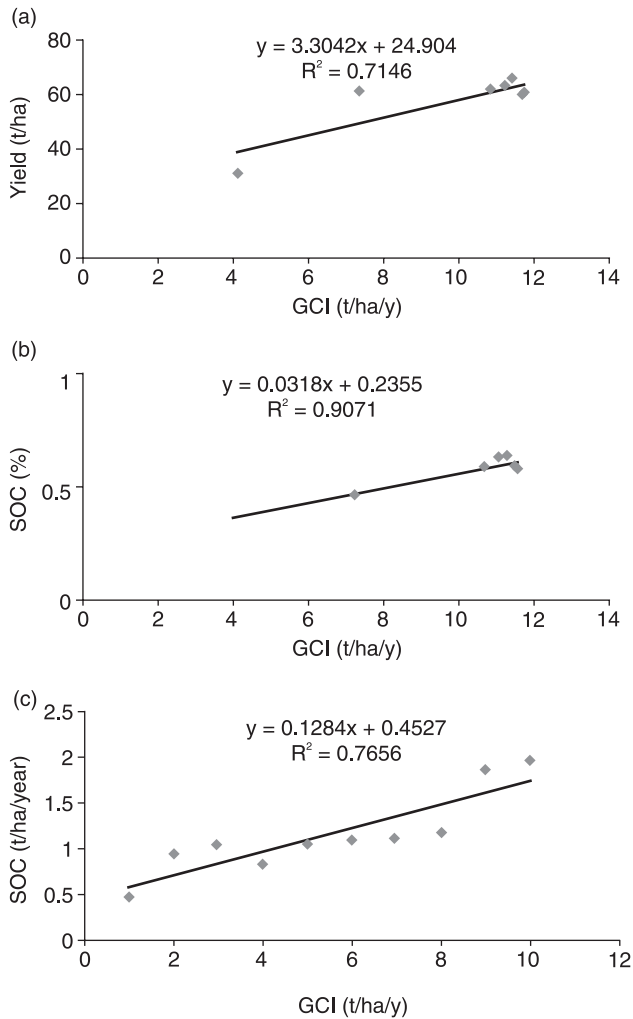 (a)
y = 3.3042x + 24.904
R² = 0.7146
80
60
40
20
0
Yield (t/ha)
0 2 4 6 8 10 12 14
GCI (t/ha/y)
(b)
y = 0.0318x + 0.2355
R² = 0.9071
1
0.5
0
SOC (%)
0 2 4 6 8 10 12 14
GCI (t/ha/y)
(c)
y = 0.1284x + 0.4527
R² = 0.7656
2.5
2
1.5
1
0.5
0
SOC (t/ha/year)
0 2 4 6 8 10 12
GCI (t/ha/y)